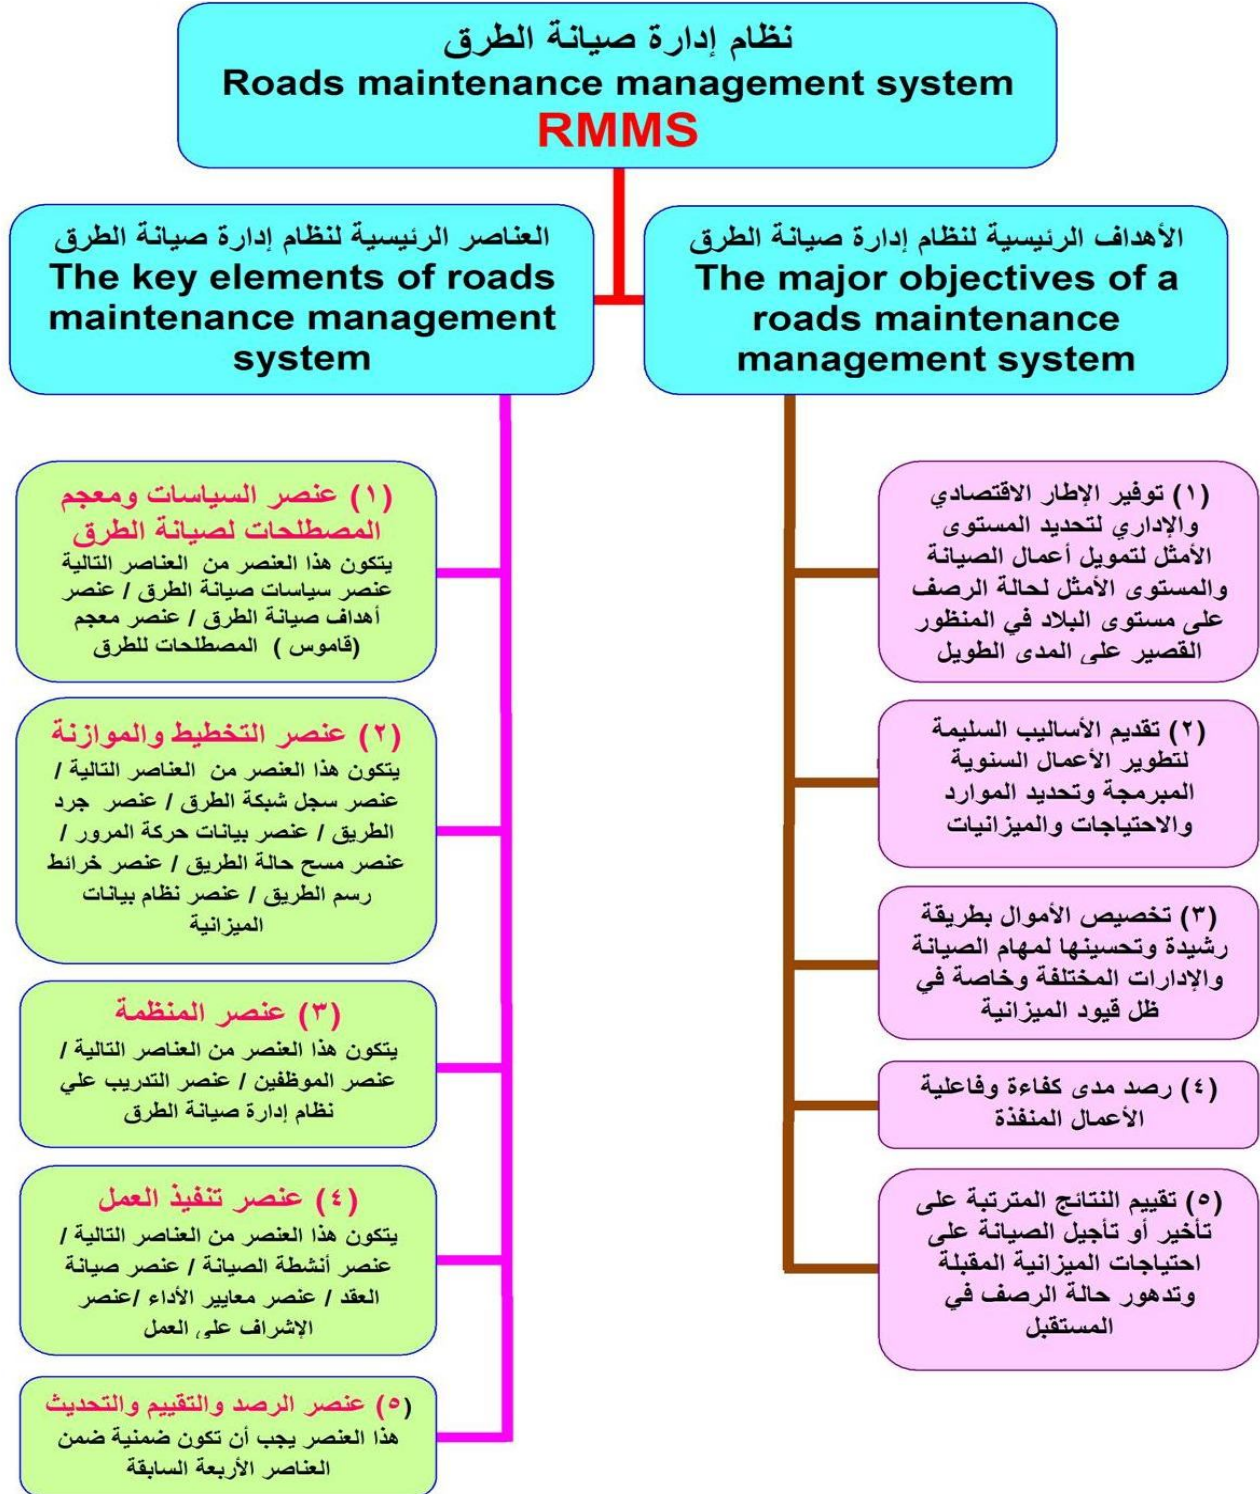 نظام إدارة صيانة الطرق
Roads maintenance management system
RMMS
الأهداف الرئيسية لنظام إدارة صيانة الطرق
The major objectives of a
roads maintenance
management system
(١) توفير الإطار الاقتصادي
والإداري لتحديد المستوى
الأمثل لتمويل أعمال الصيانة
والمستوى الأمثل لحالة الرصف
على مستوى البلاد في المنظور
القصير على المدى الطويل
(٢) تقديم الأساليب السليمة
لتطوير الأعمال السنوية
المبرمجة وتحديد الموارد
والاحتياجات والميزانيات
(٣) تخصيص الأموال بطريقة
رشيدة وتحسينها لمهام الصيانة
والإدارات المختلفة وخاصة في
ظل قيود الميزانية
(٤) رصد مدى كفاءة وفاعلية
الأعمال المنفذة
(٥) تقييم النتائج المترتبة على
تأخير أو تأجيل الصيانة على
احتياجات الميزانية المقبلة
وتدهور حالة الرصف في
المستقبل
العناصر الرئيسية لنظام إدارة صيانة الطرق
The key elements of roads
maintenance management
system
(١) عنصر السياسات ومعجم
المصطلحات لصيانة الطرق
يتكون هذا العنصر من العناصر التالية
عنصر سياسات صيانة الطرق / عنصر
أهداف صيانة الطرق / عنصر معجم
(قاموس ) المصطلحات للطرق
(٢) عنصر التخطيط والموازنة
يتكون هذا العنصر من العناصر التالية /
عنصر سجل شبكة الطرق / عنصر جرد
الطريق / عنصر بيانات حركة المرور /
عنصر مسح حالة الطريق / عنصر خرائط
رسم الطريق / عنصر نظام بيانات
الميزانية
(٣) عنصر المنظمة
يتكون هذا العنصر من العناصر التالية /
عنصر الموظفين / عنصر التدريب علي
نظام إدارة صيانة الطرق
(٤) عنصر تنفيذ العمل
يتكون هذا العنصر من العناصر التالية /
عنصر أنشطة الصيانة / عنصر صيانة
العقد / عنصر معايير الأداء /عنصر
الإشراف على العمل
(٥) عنصر الرصد والتقييم والتحديث
هذا العنصر يجب أن تكون ضمنية ضمن
العناصر الأربعة السابقة